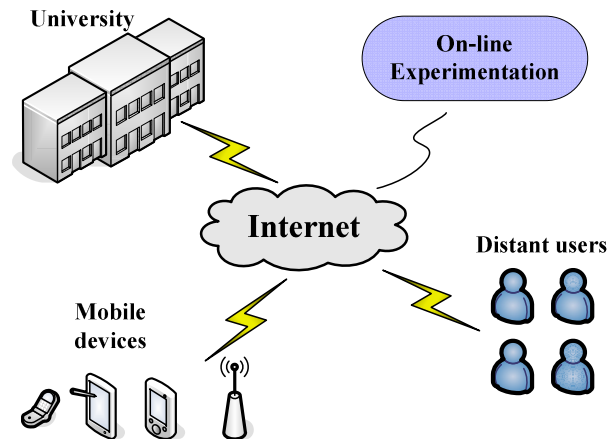 University
On-line
Experimentation
Internet
Distant users
Mobile
devices